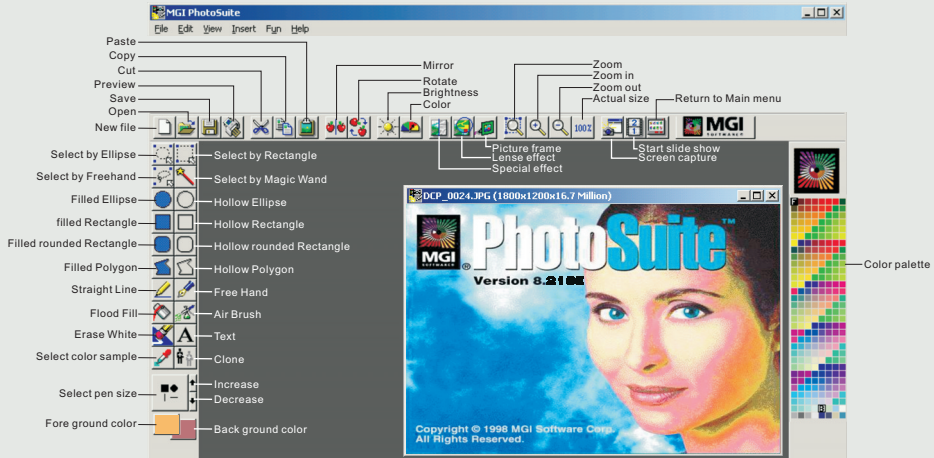 MGI PhotoSuite
File Edit View Insert Fun Help
Paste
Copy
Cut
Preview
Save
Open
New file
Mirror
Rotate
Brightness
Color
Zoom
Zoom in
Zoom out
Actual size
Return to Main menu
100%
MGI
SOFTWARE
Picture frame
Lense effect
Special effect
Start slide show
Screen capture
Select by Ellipse
Select by Rectangle
Select by Freehand
Select by Magic Wand
Filled Ellipse
Hollow Ellipse
filled Rectangle
Hollow Rectangle
Filled rounded Rectangle
Hollow rounded Rectangle
Filled Polygon
Hollow Polygon
Straight Line
Free Hand
Flood Fill
Air Brush
Erase White
A
Text
Select color sample
Clone
Select pen size
Increase
Decrease
Fore ground color
Back ground color
DCP_0024.JPG (1800x1200x16.7 Million)
MGI
SOFTWARE
®
PhotoSuite™
Version 8.
Copyright © 1998 MGI Software Corp.
All Rights Reserved.
F
Color palette
B